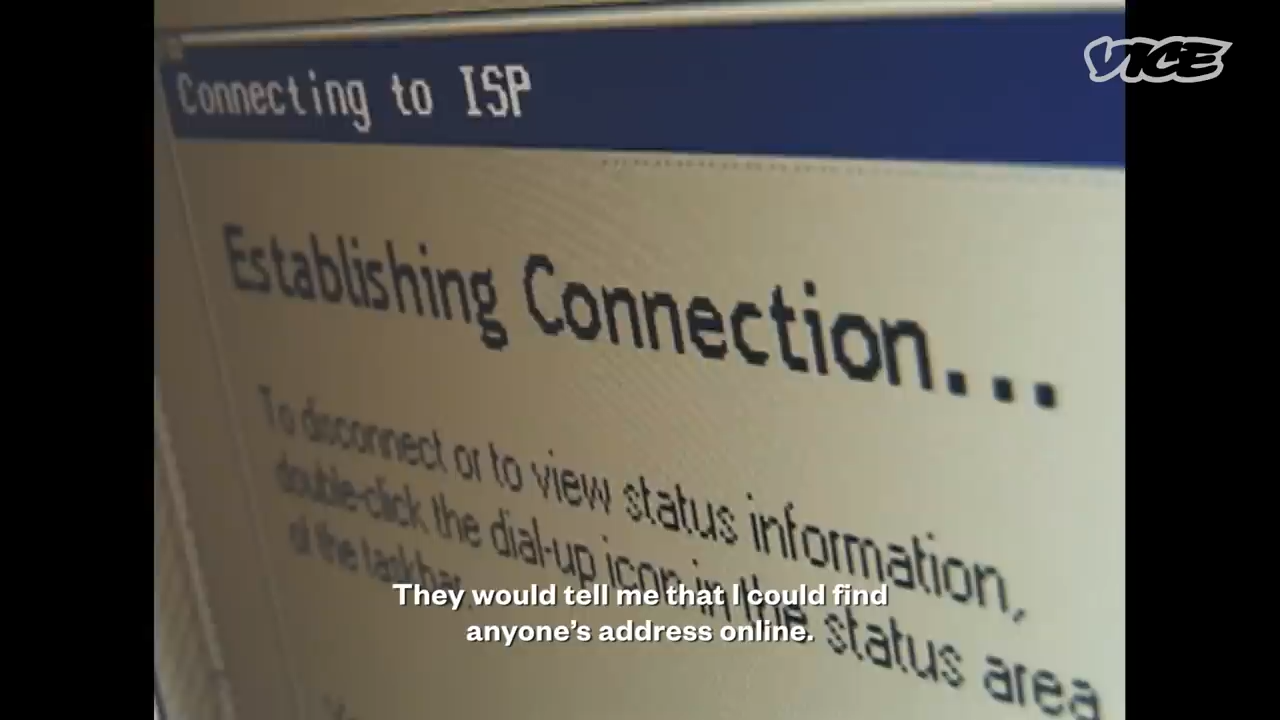 VICE
Connecting to ISP
Establishing Connection...
To disconnect or to view status information,
double-click the dial-up icon in the status area
of the taskbar.
They would tell me that I could find
anyone's address online.